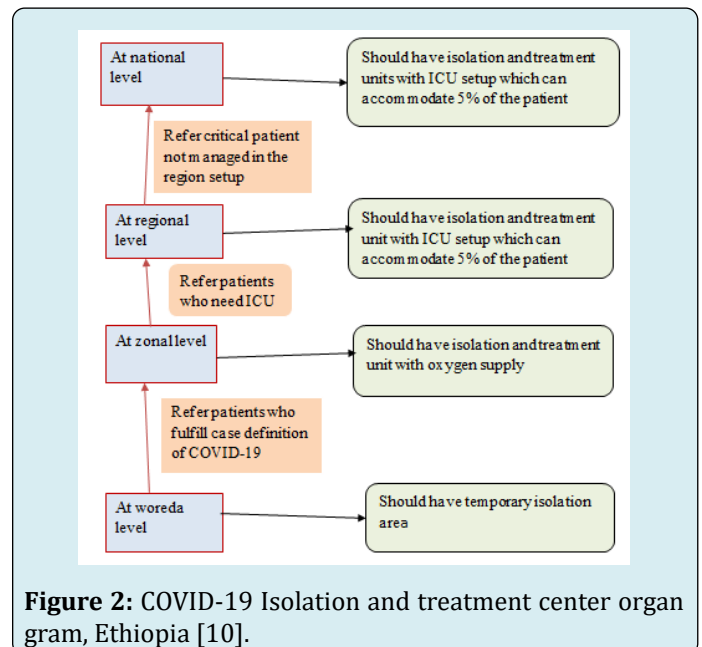 At national
level
Should have isolation and treatment
units with ICU setup which can
accommodate 5% of the patient
Refer critical patient
not managed in the
region setup
At regional
level
Should have isolation and treatment
unit with ICU setup which can
accommodate 5% of the patient
Refer patients
who need ICU
At zonal level
Should have isolation and treatment
unit with oxygen supply
Refer patients who
fulfill case definition
of COVID-19
At woreda
level
Should have temporary isolation
area
Figure 2: COVID-19 Isolation and treatment center organ
gram, Ethiopia [10].